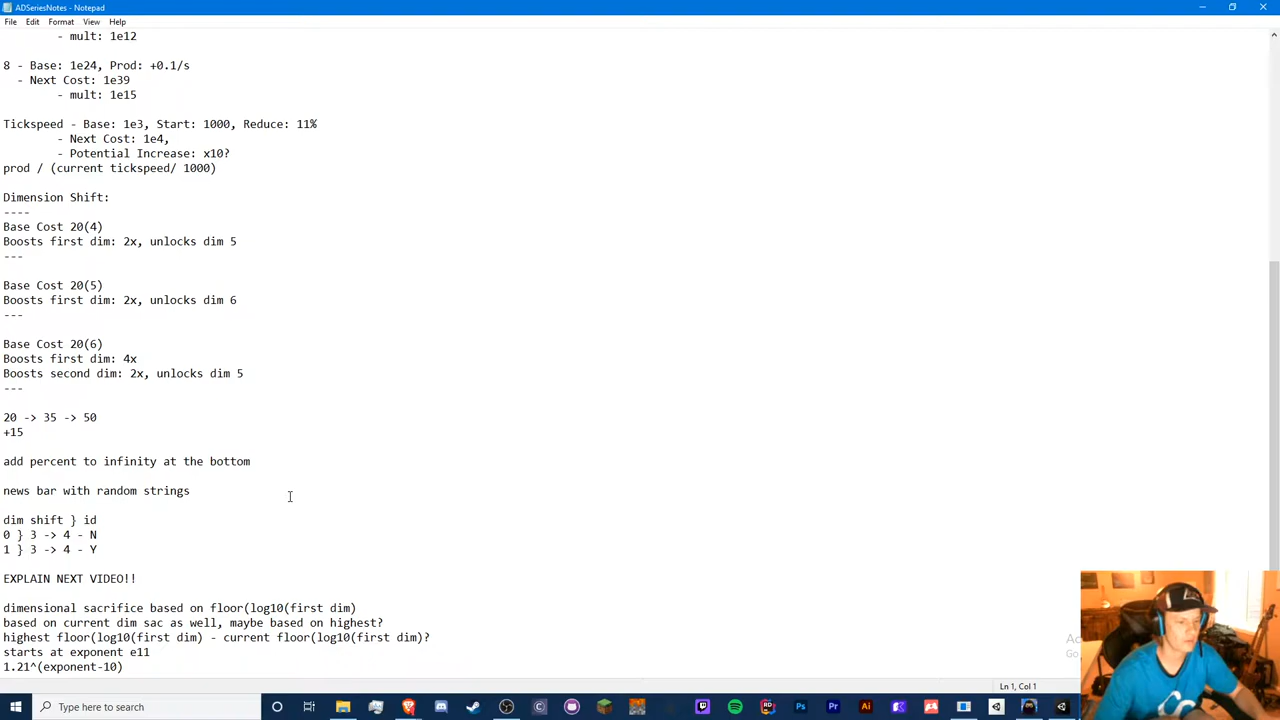 ADSeriesNotes - Notepad
File Edit Format View Help
- mult: 1e12
8 - Base: 1e24, Prod: +0.1/s
- Next Cost: 1e39
- mult: 1e15
Tickspeed - Base: 1e3, Start: 1000, Reduce: 11%
- Next Cost: 1e4,
- Potential Increase: x10?
prod / (current tickspeed/ 1000)
Dimension Shift:
----
Base Cost 20(4)
Boosts first dim: 2x, unlocks dim 5
---
Base Cost 20(5)
Boosts first dim: 2x, unlocks dim 6
---
Base Cost 20(6)
Boosts first dim: 4x
Boosts second dim: 2x, unlocks dim 5
---
20 -> 35 -> 50
+15
add percent to infinity at the bottom
news bar with random strings
dim shift } id
0 } 3 -> 4 - N
1 } 3 -> 4 - Y
EXPLAIN NEXT VIDEO!!
dimensional sacrifice based on floor(log10(first dim)
based on current dim sac as well, maybe based on highest?
highest floor(log10(first dim) - current floor(log10(first dim)?
starts at exponent e11
1.21^(exponent-10)
Ln 1, Col 1
Type here to search